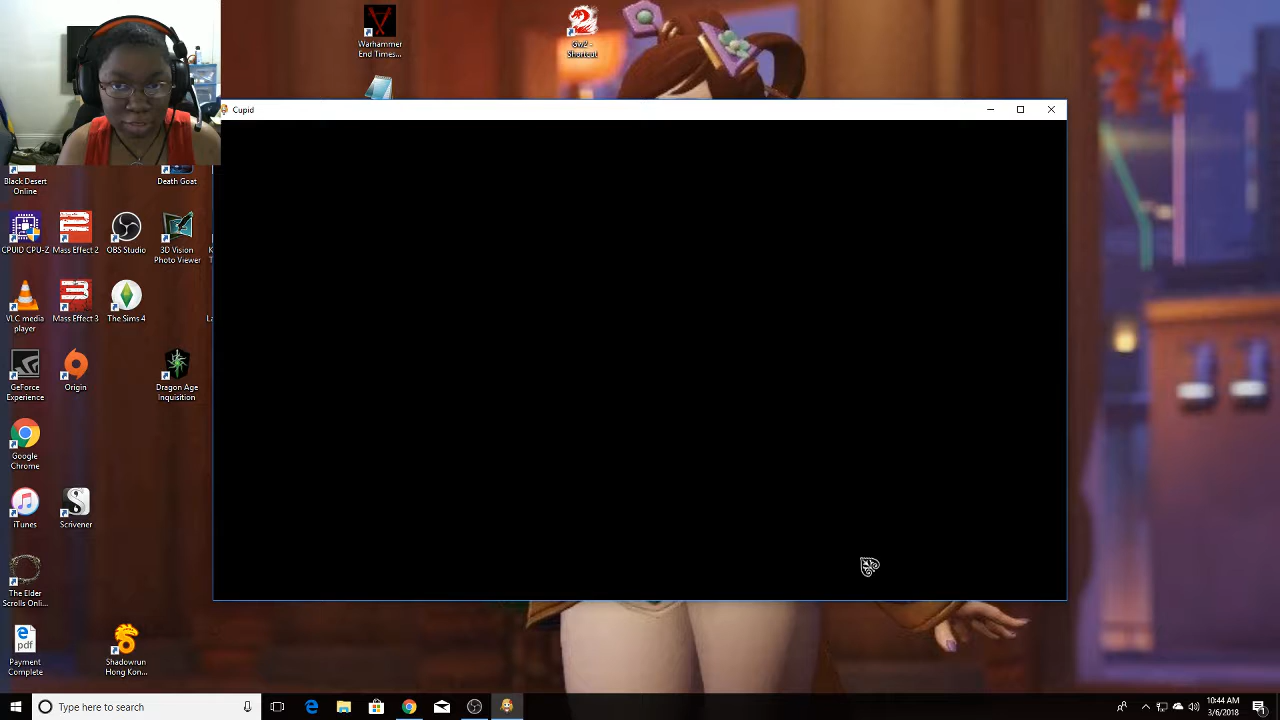 Warhammer
End Times...
Gw2 -
Shortcut
Cupid
Black Desert
Online
Death Goat
CPUID CPU-Z
Mass Effect 2
OBS Studio
3D Vision
Photo Viewer
VLC media
player
Mass Effect 3
The Sims 4
GeForce
Experience
Origin
Dragon Age
Inquisition
Google
Chrome
iTunes
Scrivener
The Elder
Scrolls Onli...
pdf
Payment
Complete
Shadowrun
Hong Kon...
Type here to search
10:44 AM
3/6/2018